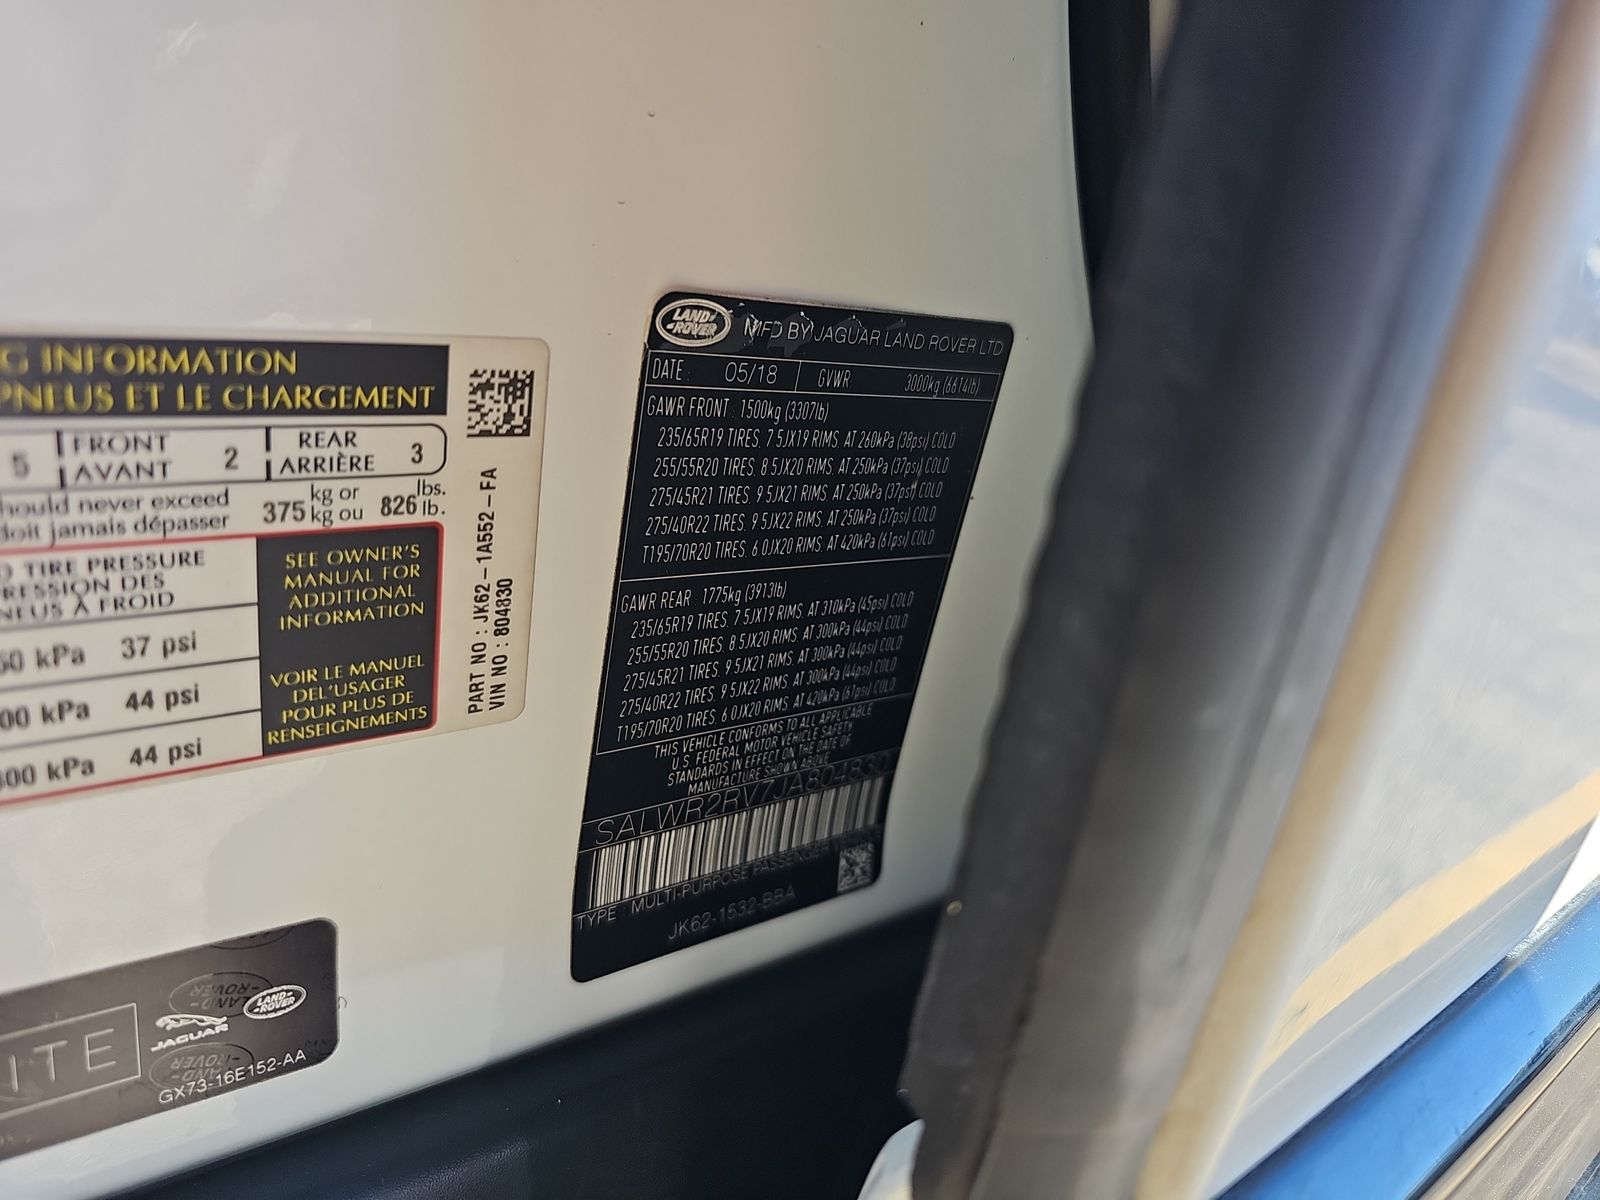 G INFORMATION
PNEUS ET LE CHARGEMENT
5 FRONT AVANT 2 REAR ARRIÈRE 3
hould never exceed
doit jamais dépasser
375 kg or kg ou 826 lbs. lb.
TIRE PRESSURE
RESSION DES
NEUS À FROID
SEE OWNER'S
MANUAL FOR
ADDITIONAL
INFORMATION
kPa 37 psi
00 kPa 44 psi
00 kPa 44 psi
VOIR LE MANUEL
DEL'USAGER
POUR PLUS DE
RENSEIGNEMENTS
PART NO : JK62-1A552-FA
VIN NO : 804830
LAND-
-ROVER
MFD BY JAGUAR LAND ROVER LTD
DATE: 05/18 GVWR 3000kg (6614lb)
GAWR FRONT: 1500kg (3307lb)
235/65R19 TIRES, 7.5JX19 RIMS, AT 260kPa (38psi) COLD
255/55R20 TIRES, 8.5JX20 RIMS, AT 250kPa (37psi) COLD
275/45R21 TIRES, 9.5JX21 RIMS, AT 250kPa (37psi) COLD
275/40R22 TIRES, 9.5JX22 RIMS, AT 250kPa (37psi) COLD
T195/70R20 TIRES, 6.0JX20 RIMS, AT 420kPa (61psi) COLD
GAWR REAR: 1775kg (3913lb)
235/65R19 TIRES, 7.5JX19 RIMS, AT 310kPa (45psi) COLD
255/55R20 TIRES, 8.5JX20 RIMS, AT 300kPa (44psi) COLD
275/45R21 TIRES, 9.5JX21 RIMS, AT 300kPa (44psi) COLD
275/40R22 TIRES, 9.5JX22 RIMS, AT 300kPa (44psi) COLD
T195/70R20 TIRES, 6.0JX20 RIMS, AT 420kPa (61psi) COLD
THIS VEHICLE CONFORMS TO ALL APPLICABLE
U.S. FEDERAL MOTOR VEHICLE SAFETY
STANDARDS IN EFFECT ON THE DATE OF
MANUFACTURE SHOWN ABOVE
SALWR2RV7JA804830
TYPE: MULTI-PURPOSE PASSENGER
JK62-1532-BBA
ITE
JAGUAR
LAND-
-ROVER
GX73-16E152-AA